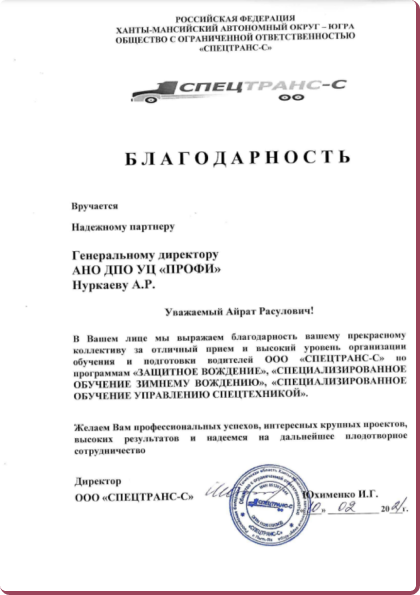 РОССИЙСКАЯ ФЕДЕРАЦИЯ
ХАНТЫ-МАНСИЙСКИЙ АВТОНОМНЫЙ ОКРУГ – ЮГРА
ОБЩЕСТВО С ОГРАНИЧЕННОЙ ОТВЕТСТВЕННОСТЬЮ
«СПЕЦТРАНС-С»
СПЕЦТРАНС-С
БЛАГОДАРНОСТЬ
Вручается
Надежному партнеру
Генеральному директору
АНО ДПО УЦ «ПРОФИ»
Нуркаеву А.Р.
Уважаемый Айрат Расулович!
В Вашем лице мы выражаем благодарность вашему прекрасному
коллективу за отличный прием и высокий уровень организации
обучения и подготовки водителей ООО «СПЕЦТРАНС-С» по
программам «ЗАЩИТНОЕ ВОЖДЕНИЕ», «СПЕЦИАЛИЗИРОВАННОЕ
ОБУЧЕНИЕ ЗИМНЕМУ ВОЖДЕНИЮ», «СПЕЦИАЛИЗИРОВАННОЕ
ОБУЧЕНИЕ УПРАВЛЕНИЮ СПЕЦТЕХНИКОЙ».
Желаем Вам профессиональных успехов, интересных крупных проектов,
высоких результатов и надеемся на дальнейшее плодотворное
сотрудничество
Директор
ООО «СПЕЦТРАНС-С» Юхименко И.Г.
СПЕЦТРАНС-С
02 2021г.
«СПЕЦТРАНС-С»